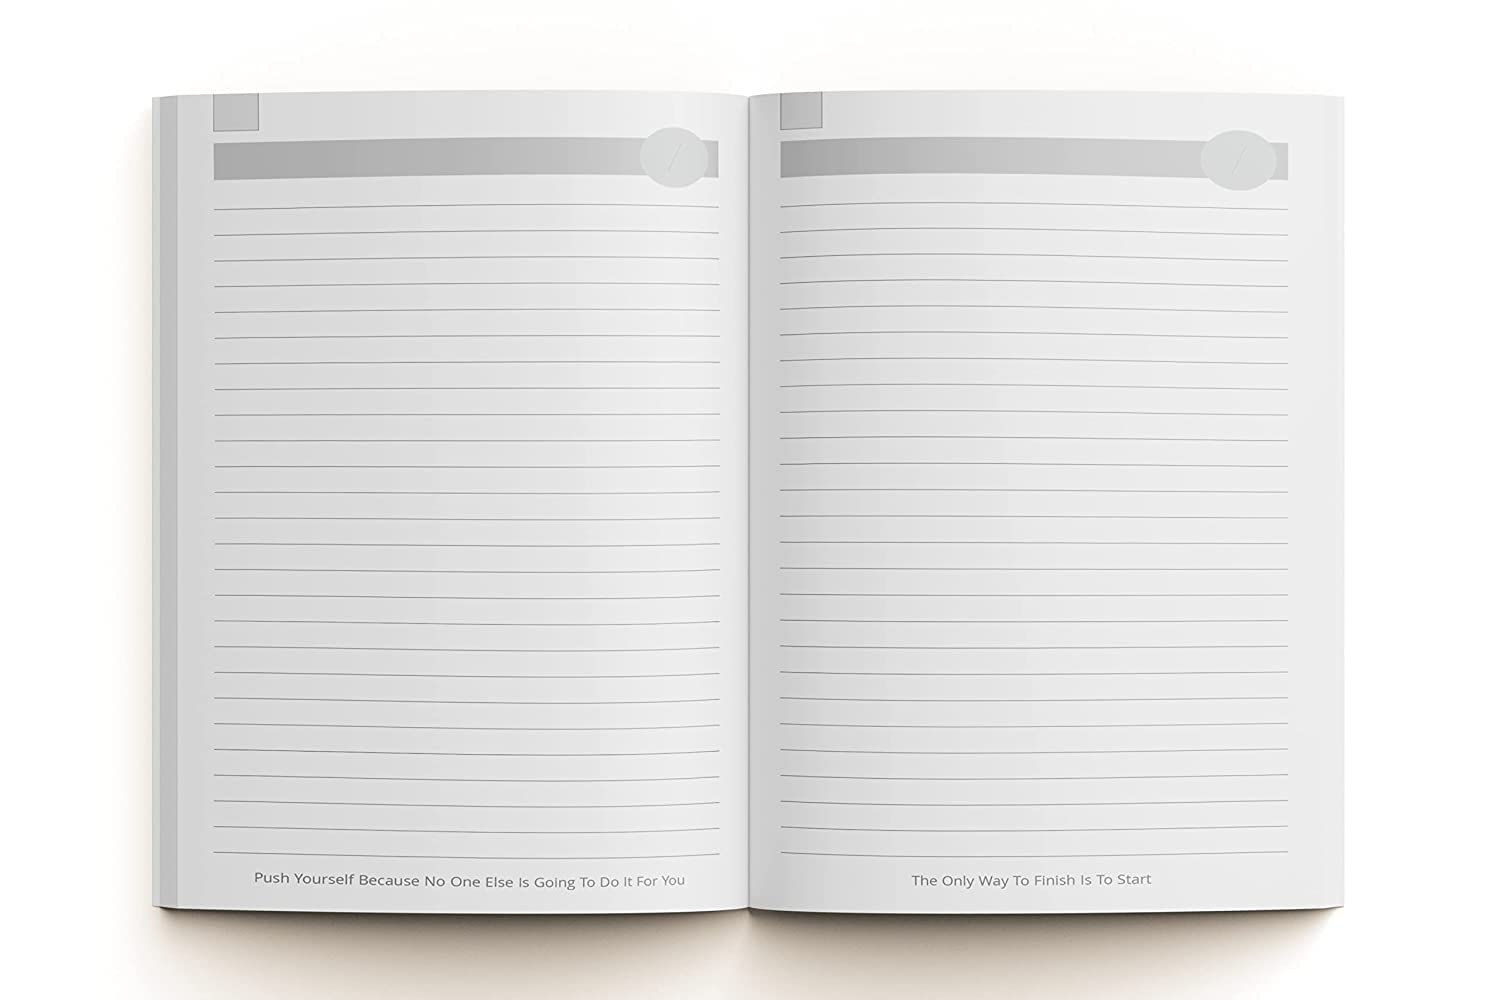 Push Yourself Because No One Else Is Going To Do It For You
The Only Way To Finish Is To Start